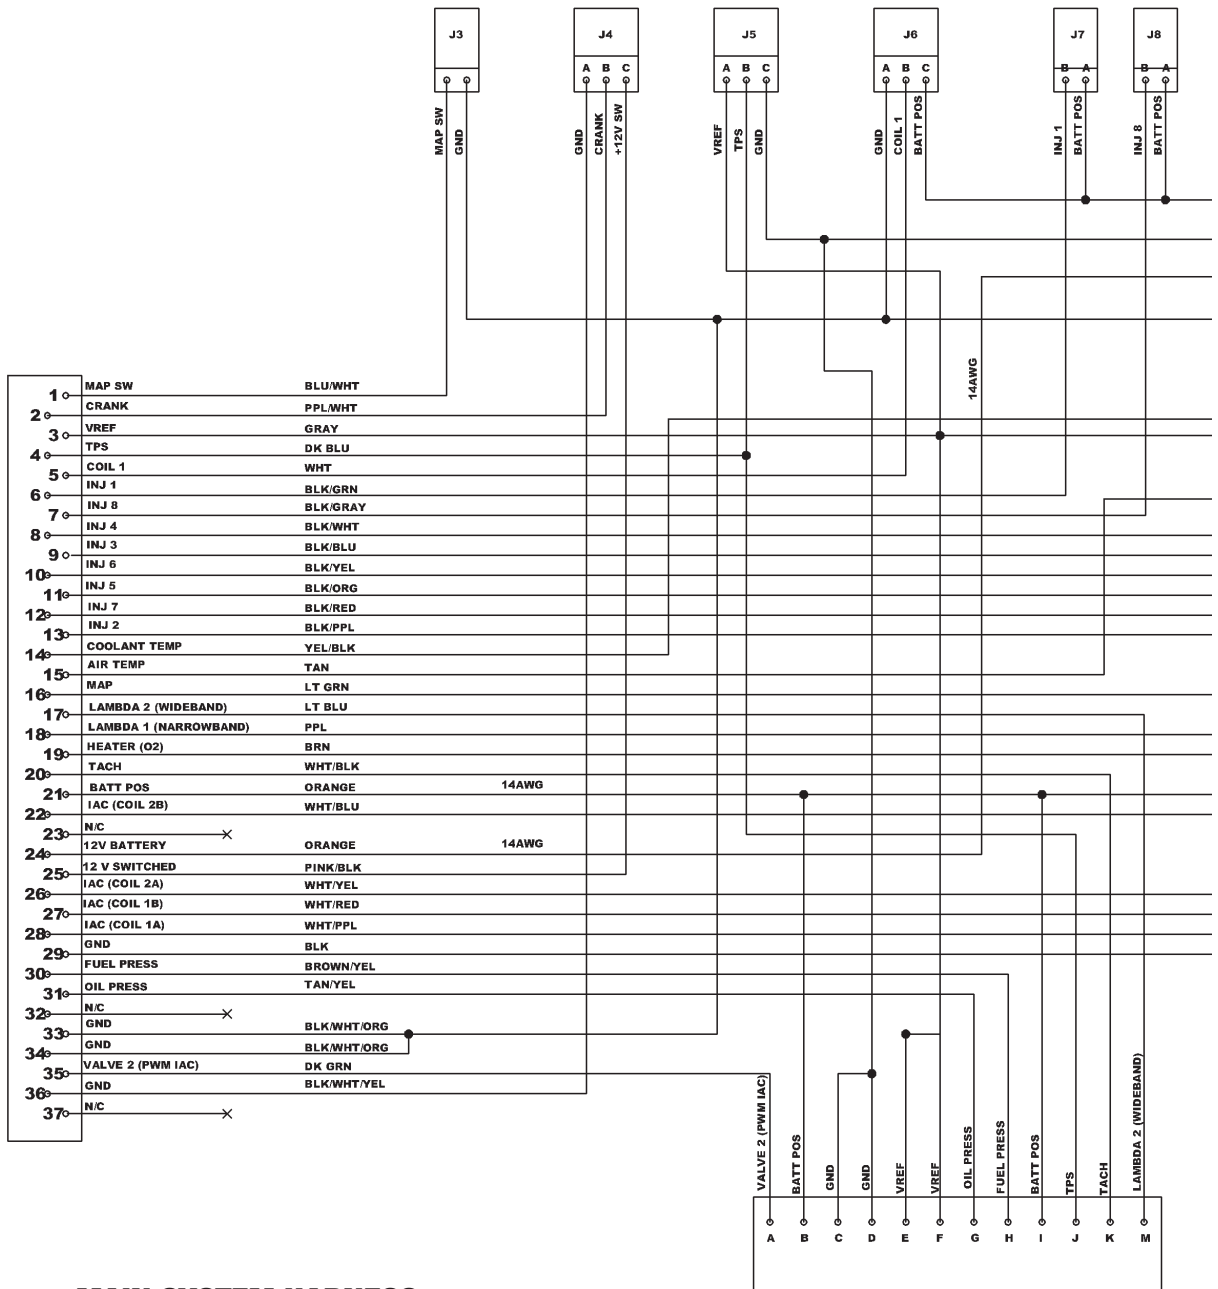 J3
J4
J5
J6
J7
J8
A B C
A B C
A B C
B A
B A
MAP SW
GND
GND
CRANK
+12V SW
VREF
TPS
GND
GND
COIL 1
BATT POS
INJ 1
BATT POS
INJ 8
BATT POS
14AWG
1 MAP SW BLU/WHT
2 CRANK PPL/WHT
3 VREF GRAY
4 TPS DK BLU
5 COIL 1 WHT
6 INJ 1 BLK/GRN
7 INJ 8 BLK/GRAY
8 INJ 4 BLK/WHT
9 INJ 3 BLK/BLU
10 INJ 6 BLK/YEL
11 INJ 5 BLK/ORG
12 INJ 7 BLK/RED
13 INJ 2 BLK/PPL
14 COOLANT TEMP YEL/BLK
15 AIR TEMP TAN
16 MAP LT GRN
17 LAMBDA 2 (WIDEBAND) LT BLU
18 LAMBDA 1 (NARROWBAND) PPL
19 HEATER (O2) BRN
20 TACH WHT/BLK
21 BATT POS ORANGE 14AWG
22 IAC (COIL 2B) WHT/BLU
23 N/C
24 12V BATTERY ORANGE 14AWG
25 12 V SWITCHED PINK/BLK
26 IAC (COIL 2A) WHT/YEL
27 IAC (COIL 1B) WHT/RED
28 IAC (COIL 1A) WHT/PPL
29 GND BLK
30 FUEL PRESS BROWN/YEL
31 OIL PRESS TAN/YEL
32 N/C
33 GND BLK/WHT/ORG
34 GND BLK/WHT/ORG
35 VALVE 2 (PWM IAC) DK GRN
36 GND BLK/WHT/YEL
37 N/C
VALVE 2 (PWM IAC)
BATT POS
GND
GND
VREF
VREF
OIL PRESS
FUEL PRESS
BATT POS
TPS
TACH
LAMBDA 2 (WIDEBAND)
A B C D E F G H I J K M